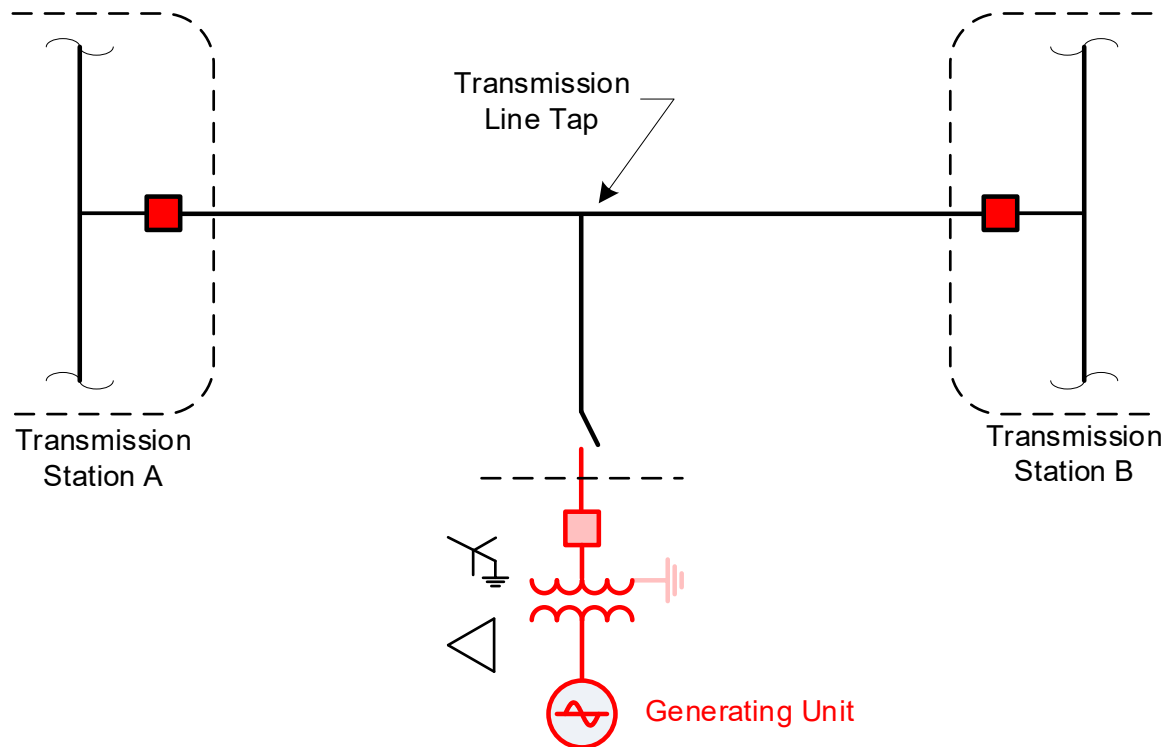 Transmission
Line Tap
Transmission
Station A
Transmission
Station B
Generating Unit